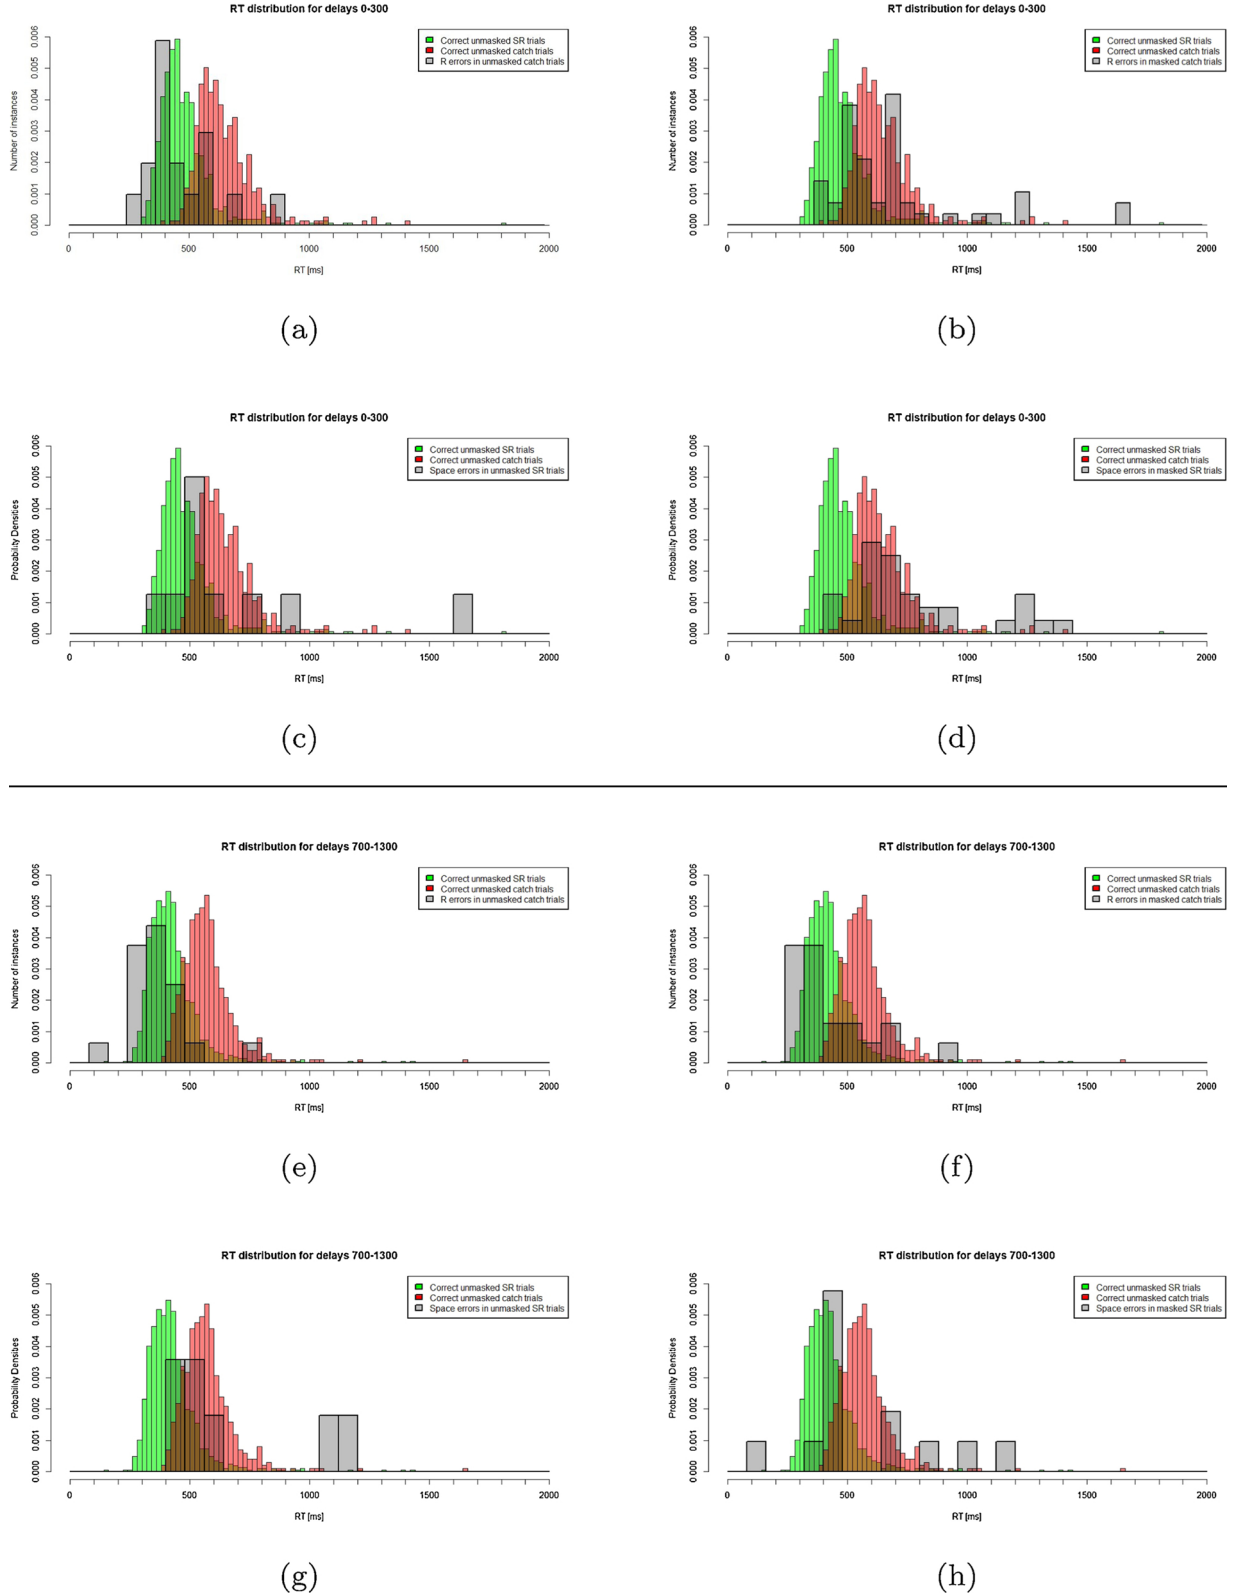 RT distribution for delays 0-300
Correct unmasked SR trials
Correct unmasked catch trials
R errors in unmasked catch trials
Number of instances
0.000 0.001 0.002 0.003 0.004 0.005 0.006
0 500 1000 1500 2000
RT [ms]
(a)
RT distribution for delays 0-300
Correct unmasked SR trials
Correct unmasked catch trials
R errors in masked catch trials
Number of instances
0.000 0.001 0.002 0.003 0.004 0.005 0.006
0 500 1000 1500 2000
RT [ms]
(b)
RT distribution for delays 0-300
Correct unmasked SR trials
Correct unmasked catch trials
Space errors in unmasked SR trials
Probability Densities
0.000 0.001 0.002 0.003 0.004 0.005 0.006
0 500 1000 1500 2000
RT [ms]
(c)
RT distribution for delays 0-300
Correct unmasked SR trials
Correct unmasked catch trials
Space errors in masked SR trials
Probability Densities
0.000 0.001 0.002 0.003 0.004 0.005 0.006
0 500 1000 1500 2000
RT [ms]
(d)
RT distribution for delays 700-1300
Correct unmasked SR trials
Correct unmasked catch trials
R errors in unmasked catch trials
Number of instances
0.000 0.001 0.002 0.003 0.004 0.005 0.006
0 500 1000 1500 2000
RT [ms]
(e)
RT distribution for delays 700-1300
Correct unmasked SR trials
Correct unmasked catch trials
R errors in masked catch trials
Number of instances
0.000 0.001 0.002 0.003 0.004 0.005 0.006
0 500 1000 1500 2000
RT [ms]
(f)
RT distribution for delays 700-1300
Correct unmasked SR trials
Correct unmasked catch trials
Space errors in unmasked SR trials
Probability Densities
0.000 0.001 0.002 0.003 0.004 0.005 0.006
0 500 1000 1500 2000
RT [ms]
(g)
RT distribution for delays 700-1300
Correct unmasked SR trials
Correct unmasked catch trials
Space errors in masked SR trials
Probability Densities
0.000 0.001 0.002 0.003 0.004 0.005 0.006
0 500 1000 1500 2000
RT [ms]
(h)